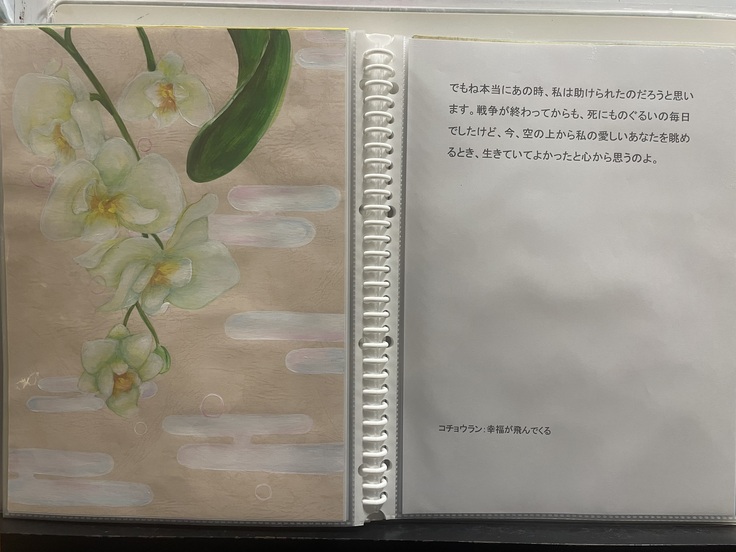 でもね本当にあの時、私は助けられたのだろうと思い
ます。戦争が終わってからも、死にものぐるいの毎日
でしたけど、今、空の上から私の愛しいあなたを眺め
るとき、生きていてよかったと心から思うのよ。
コチョウラン：幸福が飛んでくる